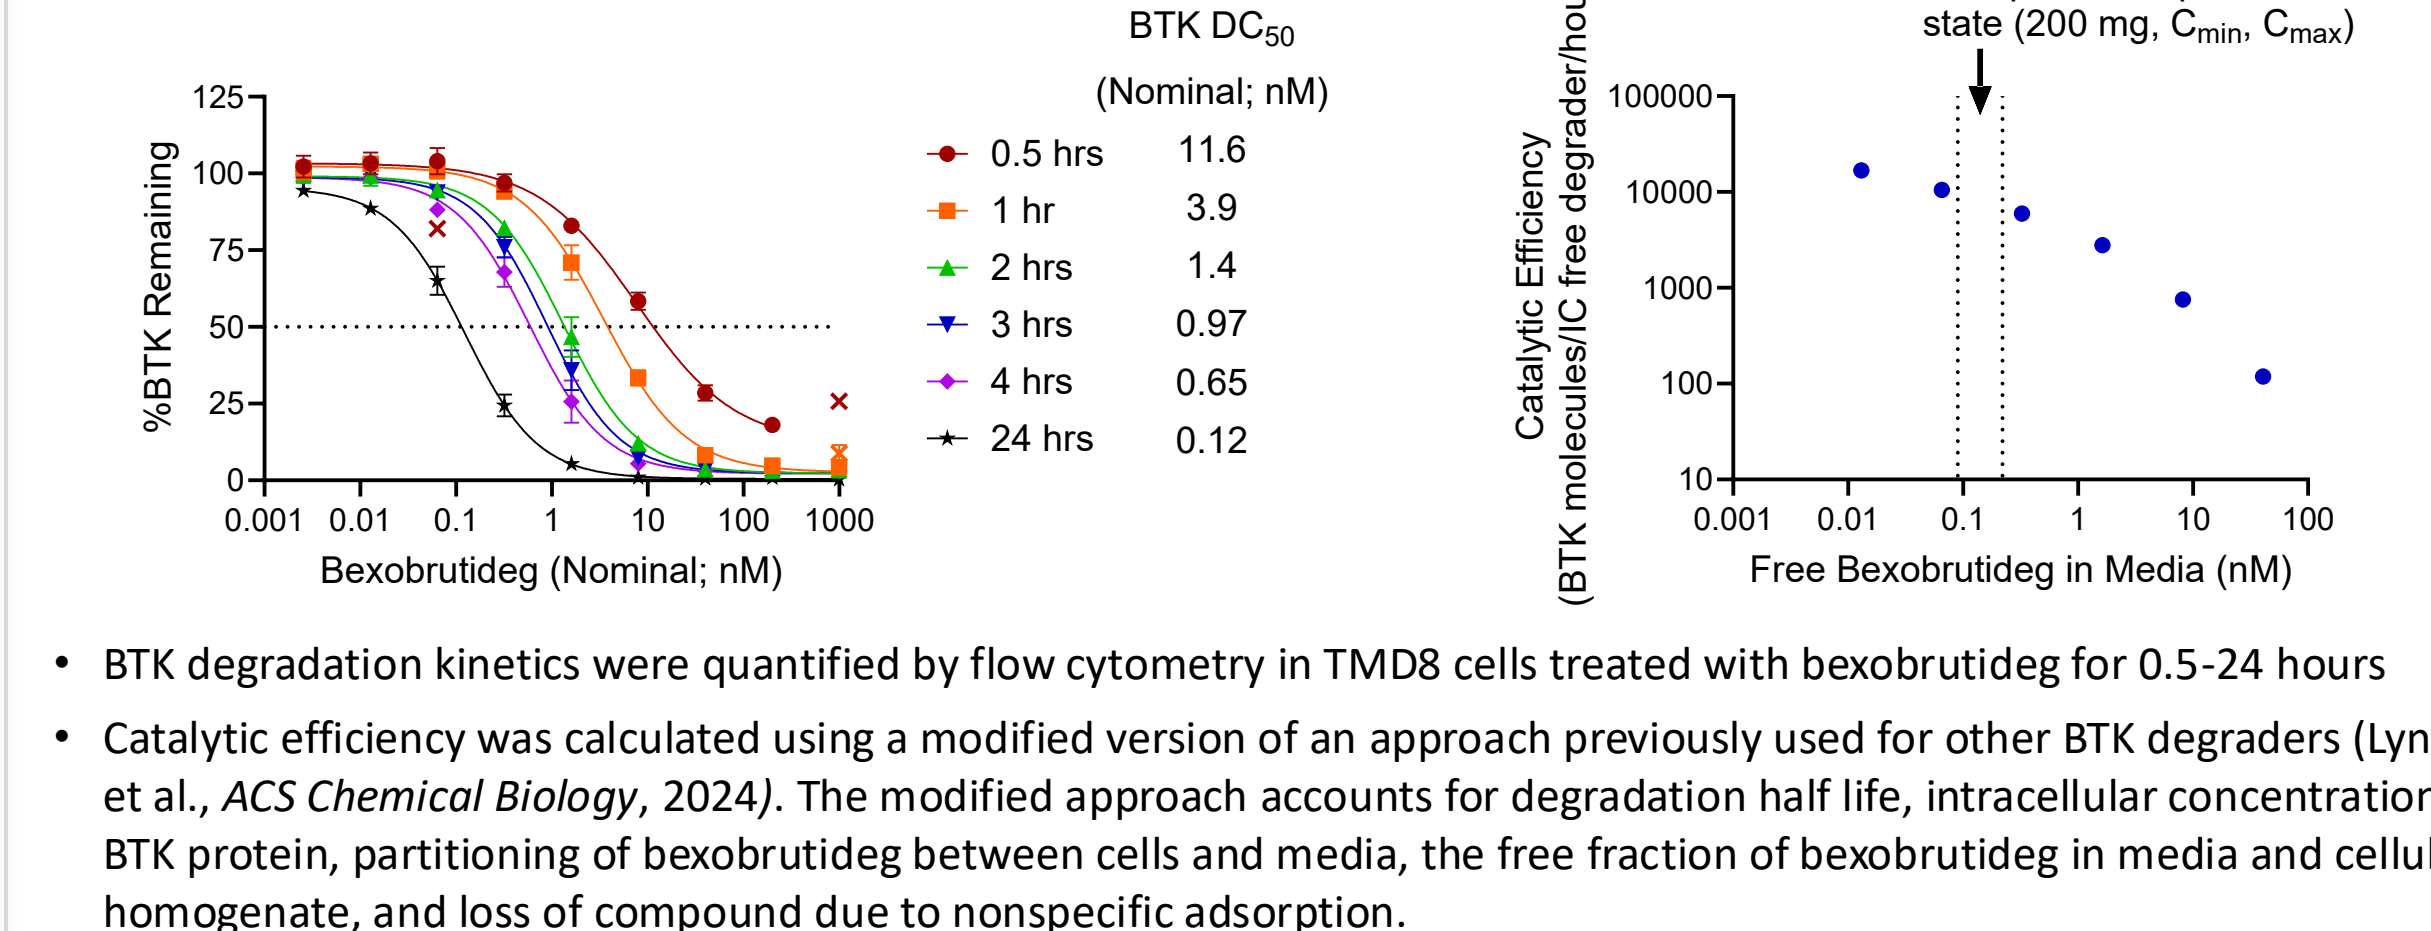 BTK DC50
(Nominal; nM)
0.5 hrs 11.6
1 hr 3.9
2 hrs 1.4
3 hrs 0.97
4 hrs 0.65
24 hrs 0.12
%BTK Remaining
125
100
75
50
25
0
0.001 0.01 0.1 1 10 100 1000
Bexobrutideg (Nominal; nM)
state (200 mg, Cmin, Cmax)
Catalytic Efficiency
(BTK molecules/IC free degrader/hou
100000
10000
1000
100
10
0.001 0.01 0.1 1 10 100
Free Bexobrutideg in Media (nM)
• BTK degradation kinetics were quantified by flow cytometry in TMD8 cells treated with bexobrutideg for 0.5-24 hours
• Catalytic efficiency was calculated using a modified version of an approach previously used for other BTK degraders (Lyn
et al., ACS Chemical Biology, 2024). The modified approach accounts for degradation half life, intracellular concentration
BTK protein, partitioning of bexobrutideg between cells and media, the free fraction of bexobrutideg in media and cellul
homogenate, and loss of compound due to nonspecific adsorption.